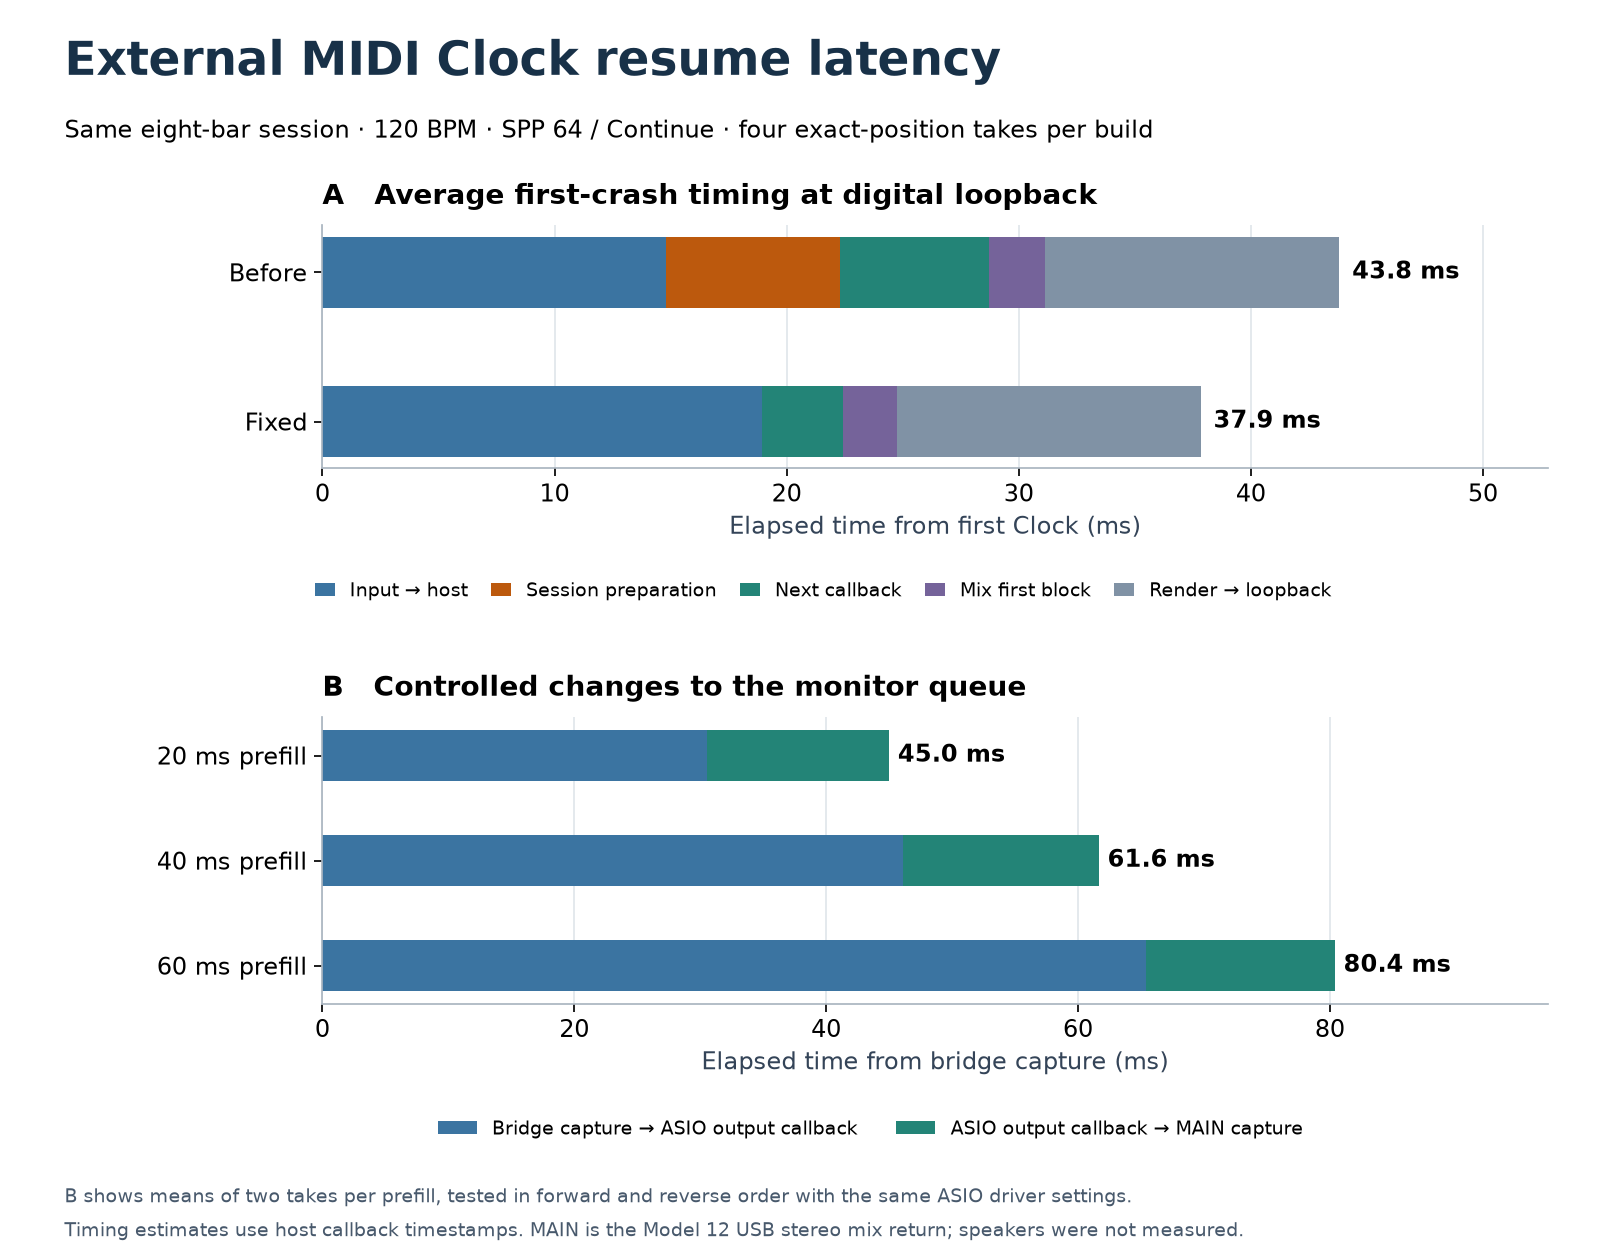 External MIDI Clock resume latency
Same eight-bar session · 120 BPM · SPP 64 / Continue · four exact-position takes per build
A Average first-crash timing at digital loopback
Before
43.8 ms
Fixed
37.9 ms
0 10 20 30 40 50
Elapsed time from first Clock (ms)
Input → host Session preparation Next callback Mix first block Render → loopback
B Controlled changes to the monitor queue
20 ms prefill
45.0 ms
40 ms prefill
61.6 ms
60 ms prefill
80.4 ms
0 20 40 60 80
Elapsed time from bridge capture (ms)
Bridge capture → ASIO output callback ASIO output callback → MAIN capture
B shows means of two takes per prefill, tested in forward and reverse order with the same ASIO driver settings.
Timing estimates use host callback timestamps. MAIN is the Model 12 USB stereo mix return; speakers were not measured.